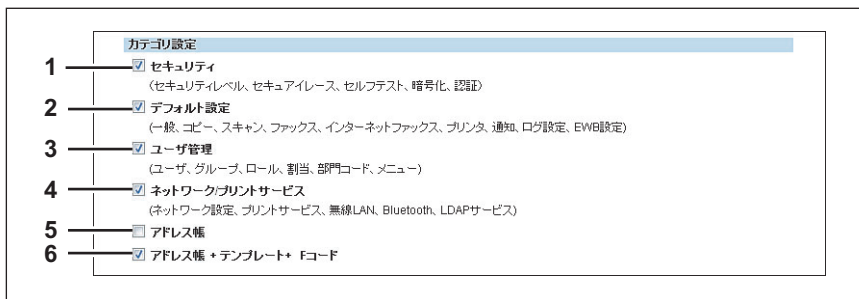 カテゴリ設定
1 セキュリティ
(セキュリティレベル、セキュアイレース、セルフテスト、暗号化、認証)
2 デフォルト設定
(一般、コピー、スキャン、ファックス、インターネットファックス、プリンタ、通知、ログ設定、EWB設定)
3 ユーザ管理
(ユーザ、グループ、ロール、割当、部門コード、メニュー)
4 ネットワーク/プリントサービス
(ネットワーク設定、プリントサービス、無線LAN、Bluetooth、LDAPサービス)
5 アドレス帳
6 アドレス帳 + テンプレート+ Fコード